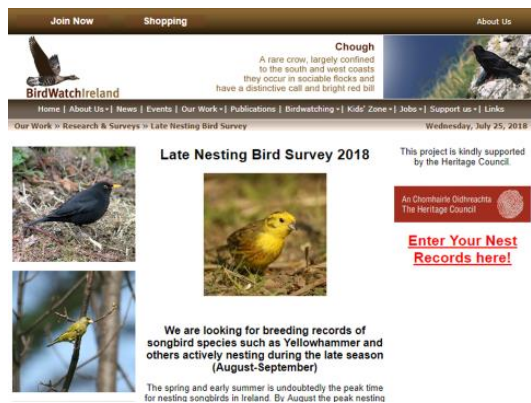 Join Now Shopping About Us
BirdWatchIreland
Chough
A rare crow, largely confined
to the south and west coasts
they occur in sociable flocks and
have a distinctive call and bright red bill
Home | About Us | News | Events | Our Work | Publications | Birdwatching | Kids' Zone | Jobs | Support us | Links
Our Work » Research & Surveys » Late Nesting Bird Survey Wednesday, July 25, 2018
Late Nesting Bird Survey 2018
We are looking for breeding records of
songbird species such as Yellowhammer and
others actively nesting during the late season
(August-September)
The spring and early summer is undoubtedly the peak time
for nesting songbirds in Ireland. By August the peak nesting
This project is kindly supported
by the Heritage Council.
An Chomhairle Oidhreachta
The Heritage Council
Enter Your Nest
Records here!